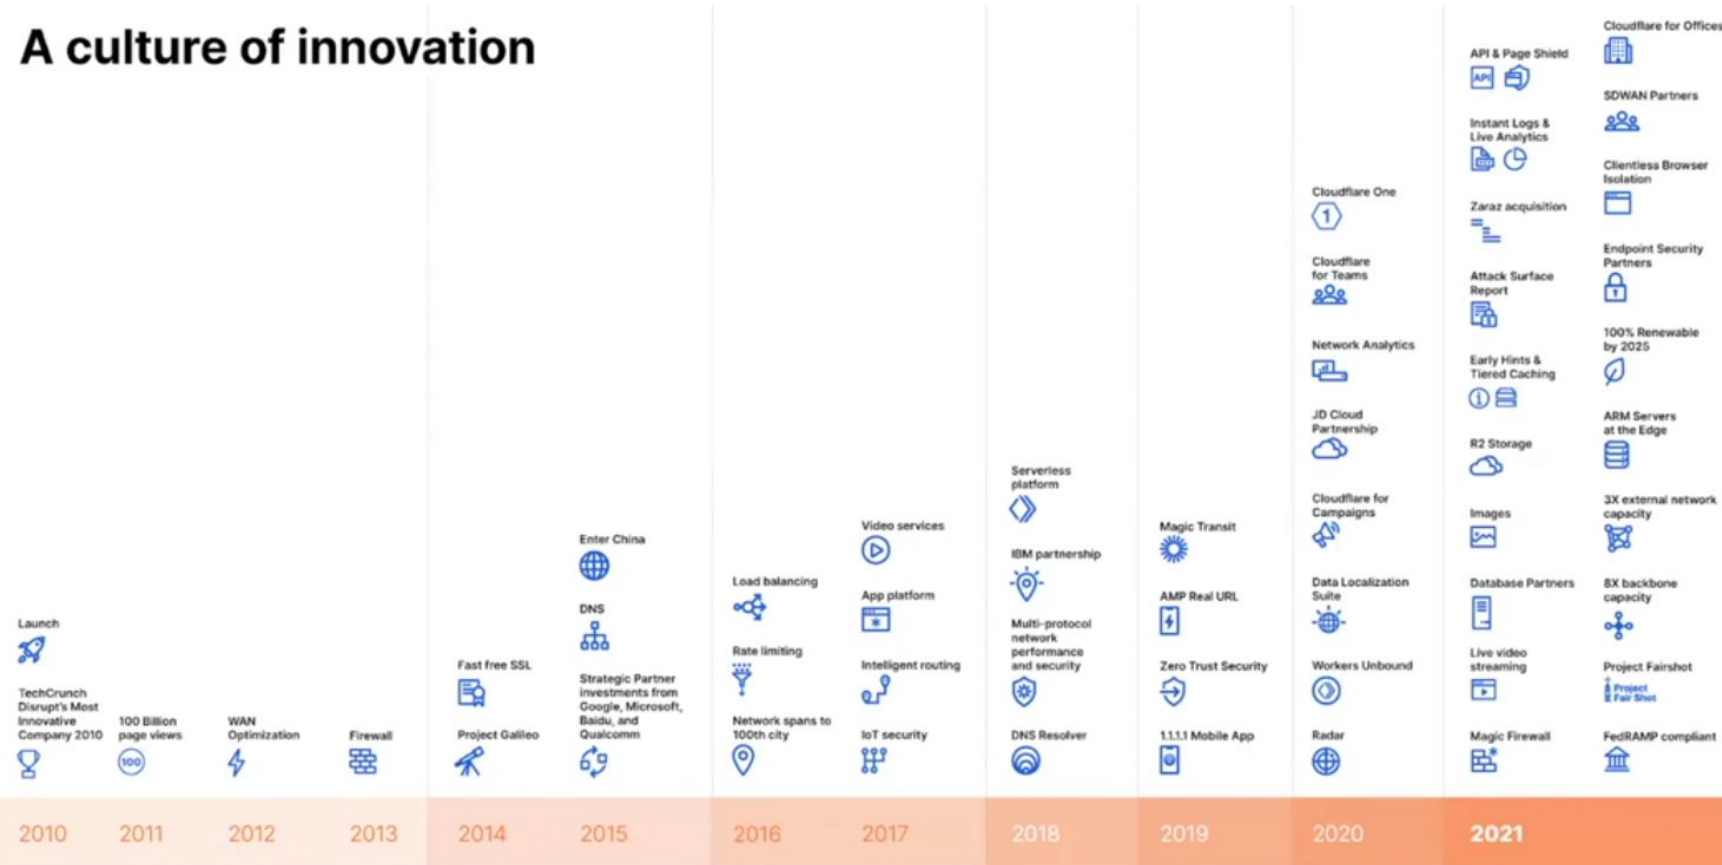 A culture of innovation
Launch
TechCrunch
Disrupt's Most
Innovative
Company 2010
100 Billion
page views
100
WAN
Optimization
Firewall
Fast free SSL
Project Galileo
Enter China
DNS
Strategic Partner
investments from
Google, Microsoft,
Baidu, and
Qualcomm
Load balancing
Rate limiting
Network spans to
100th city
Video services
App platform
Intelligent routing
IoT security
Serverless
platform
IBM partnership
Multi-protocol
network
performance
and security
DNS Resolver
Magic Transit
AMP Real URL
Zero Trust Security
1.1.1.1 Mobile App
Cloudflare One
1
Cloudflare
for Teams
Network Analytics
JD Cloud
Partnership
Cloudflare for
Campaigns
Data Localization
Suite
Workers Unbound
Radar
API & Page Shield
API
Instant Logs &
Live Analytics
Zaraz acquisition
Attack Surface
Report
Early Hints &
Tiered Caching
R2 Storage
Images
Database Partners
Live video
streaming
Magic Firewall
Cloudflare for Offices
SDWAN Partners
Clientless Browser
Isolation
Endpoint Security
Partners
100% Renewable
by 2025
ARM Servers
at the Edge
3X external network
capacity
8X backbone
capacity
Project Fairshot
Project
Fair Shot
FedRAMP compliant
2010
2011
2012
2013
2014
2015
2016
2017
2018
2019
2020
2021